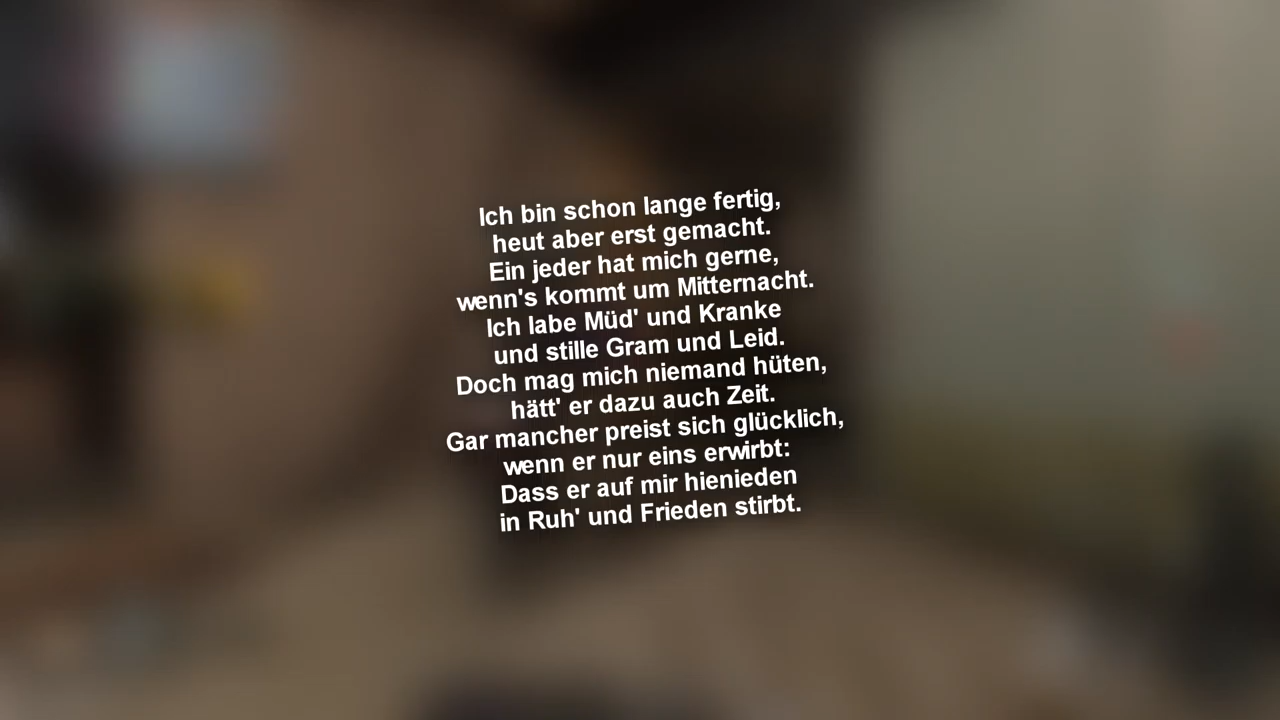 Ich bin schon lange fertig,
heut aber erst gemacht.
Ein jeder hat mich gerne,
wenn's kommt um Mitternacht.
Ich labe Müd' und Kranke
und stille Gram und Leid.
Doch mag mich niemand hüten,
hätt' er dazu auch Zeit.
Gar mancher preist sich glücklich,
wenn er nur eins erwirbt:
Dass er auf mir hienieden
in Ruh' und Frieden stirbt.